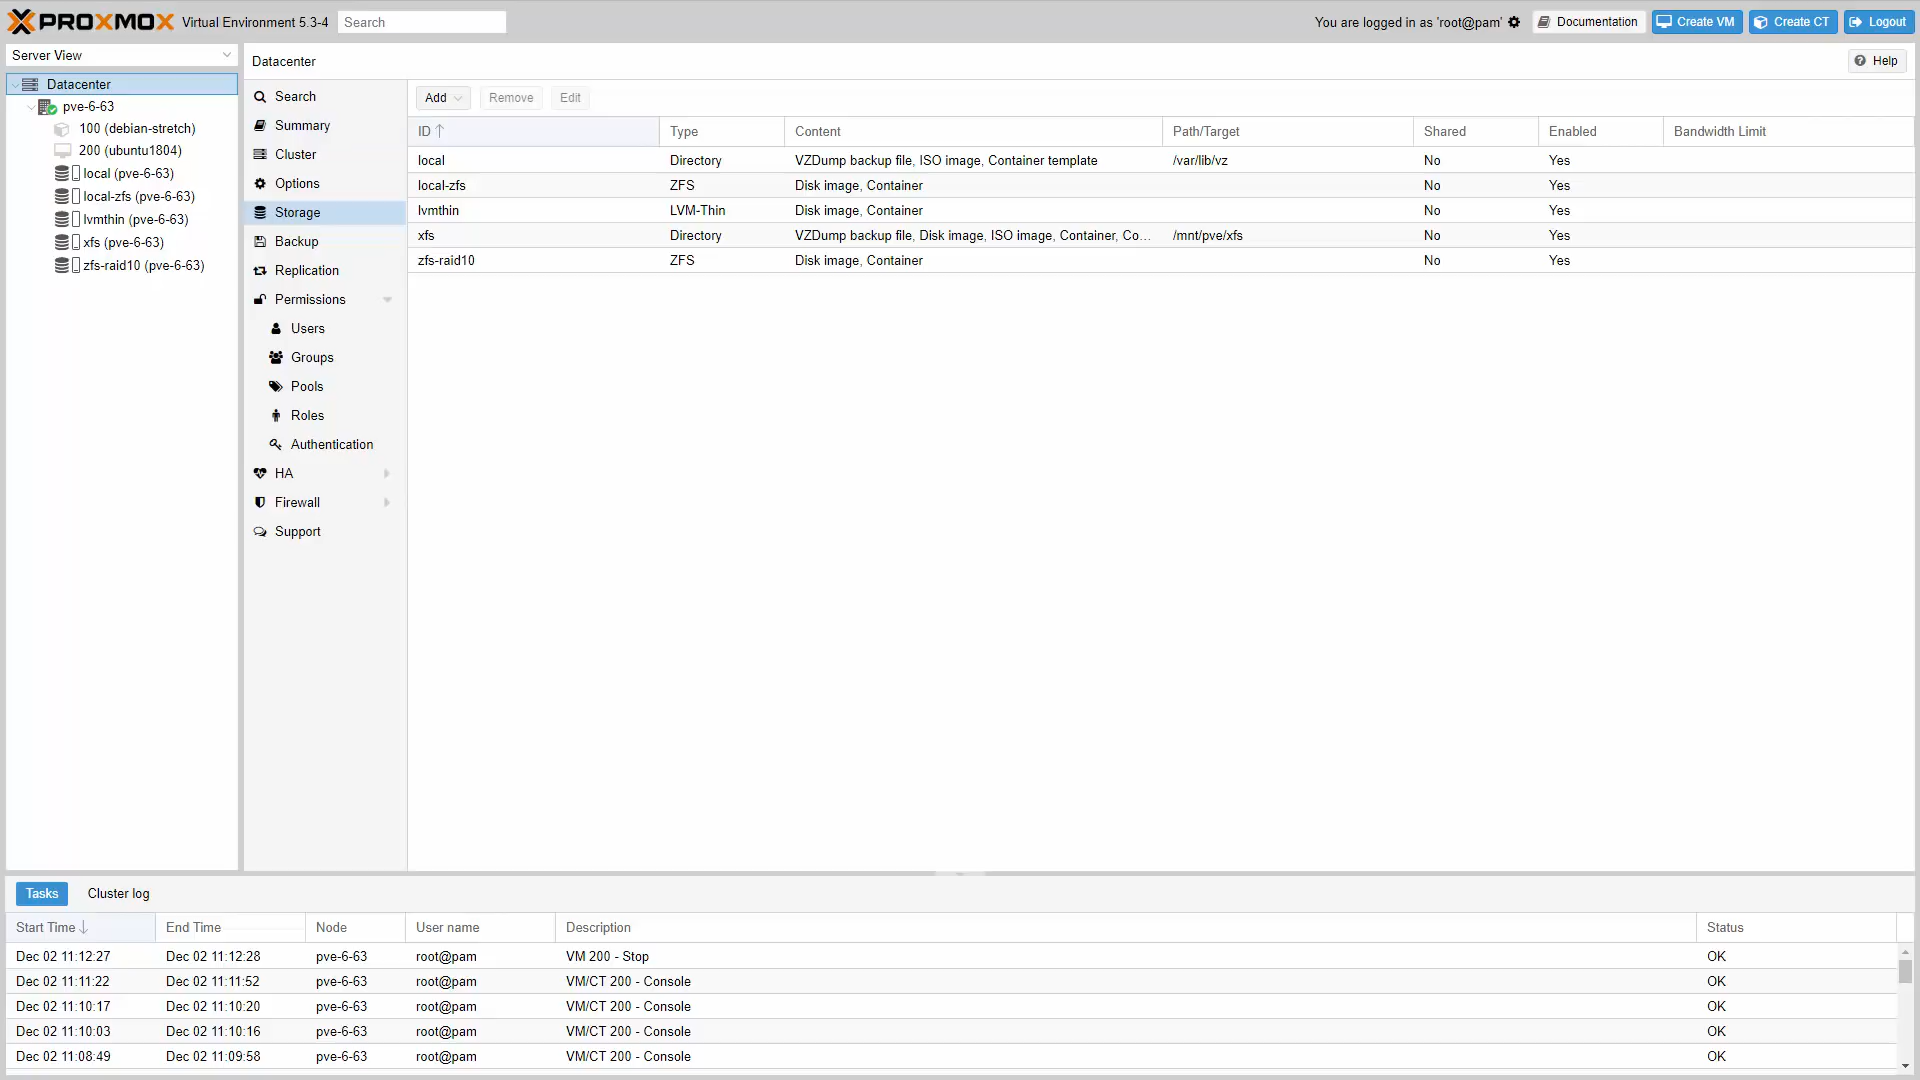 PROXMOX Virtual Environment 5.3-4 Search You are logged in as 'root@pam' Documentation Create VM Create CT Logout
Server View
Datacenter
pve-6-63
100 (debian-stretch)
200 (ubuntu1804)
local (pve-6-63)
local-zfs (pve-6-63)
lvmthin (pve-6-63)
xfs (pve-6-63)
zfs-raid10 (pve-6-63)
Datacenter Help
Search
Summary
Cluster
Options
Storage
Backup
Replication
Permissions
Users
Groups
Pools
Roles
Authentication
HA
Firewall
Support
Add Remove Edit
ID Type Content Path/Target Shared Enabled Bandwidth Limit
local Directory VZDump backup file, ISO image, Container template /var/lib/vz No Yes
local-zfs ZFS Disk image, Container No Yes
lvmthin LVM-Thin Disk image, Container No Yes
xfs Directory VZDump backup file, Disk image, ISO image, Container, Co... /mnt/pve/xfs No Yes
zfs-raid10 ZFS Disk image, Container No Yes
Tasks Cluster log
Start Time End Time Node User name Description Status
Dec 02 11:12:27 Dec 02 11:12:28 pve-6-63 root@pam VM 200 - Stop OK
Dec 02 11:11:22 Dec 02 11:11:52 pve-6-63 root@pam VM/CT 200 - Console OK
Dec 02 11:10:17 Dec 02 11:10:20 pve-6-63 root@pam VM/CT 200 - Console OK
Dec 02 11:10:03 Dec 02 11:10:16 pve-6-63 root@pam VM/CT 200 - Console OK
Dec 02 11:08:49 Dec 02 11:09:58 pve-6-63 root@pam VM/CT 200 - Console OK